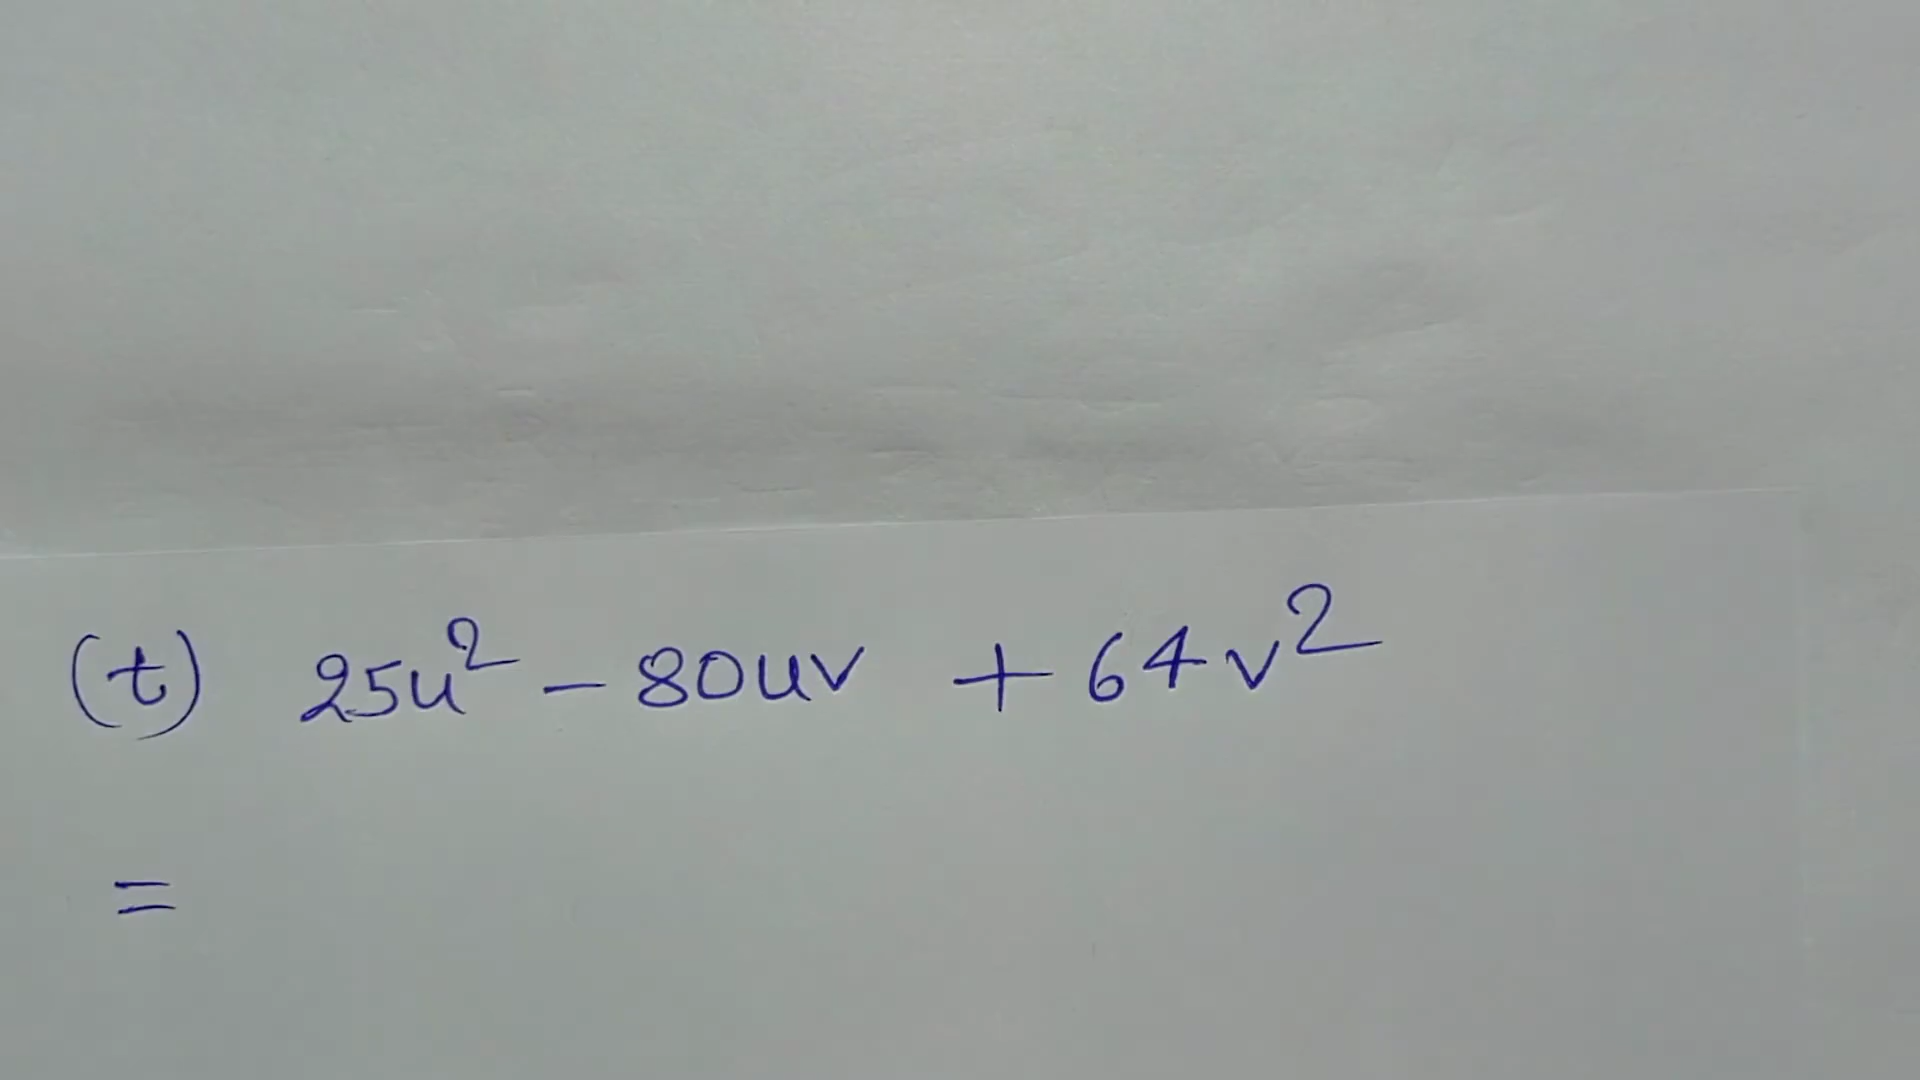 (t) 25u² – 80uv + 64v²
=